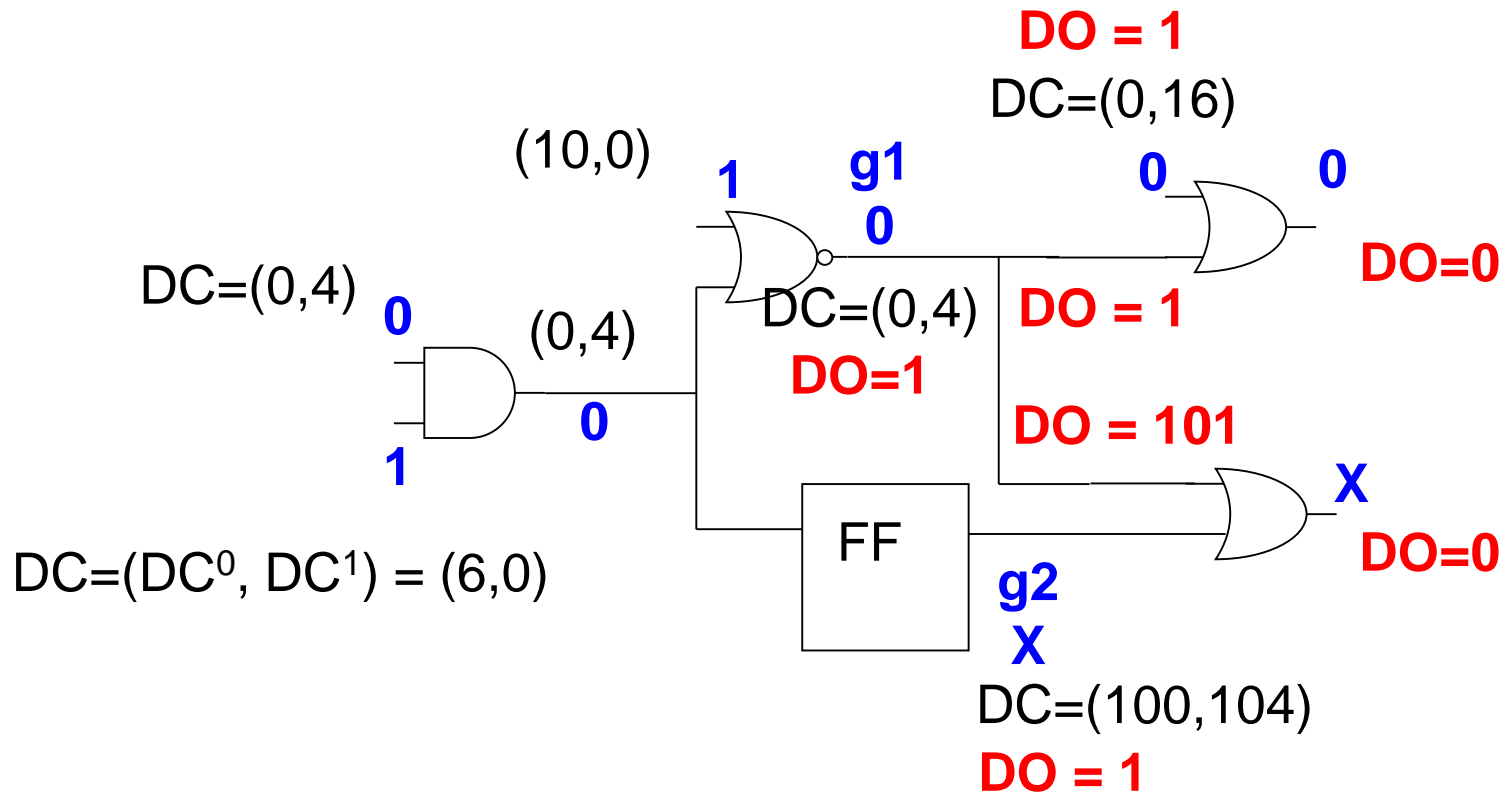 DO = 1
DC=(0,16)
(10,0)
1
g1
0
0
0
DO=0
DC=(0,4)
0
(0,4)
DC=(0,4)
DO = 1
DO=1
0
1
DO = 101
X
DO=0
FF
DC=(DC⁰, DC¹) = (6,0)
g2
X
DC=(100,104)
DO = 1